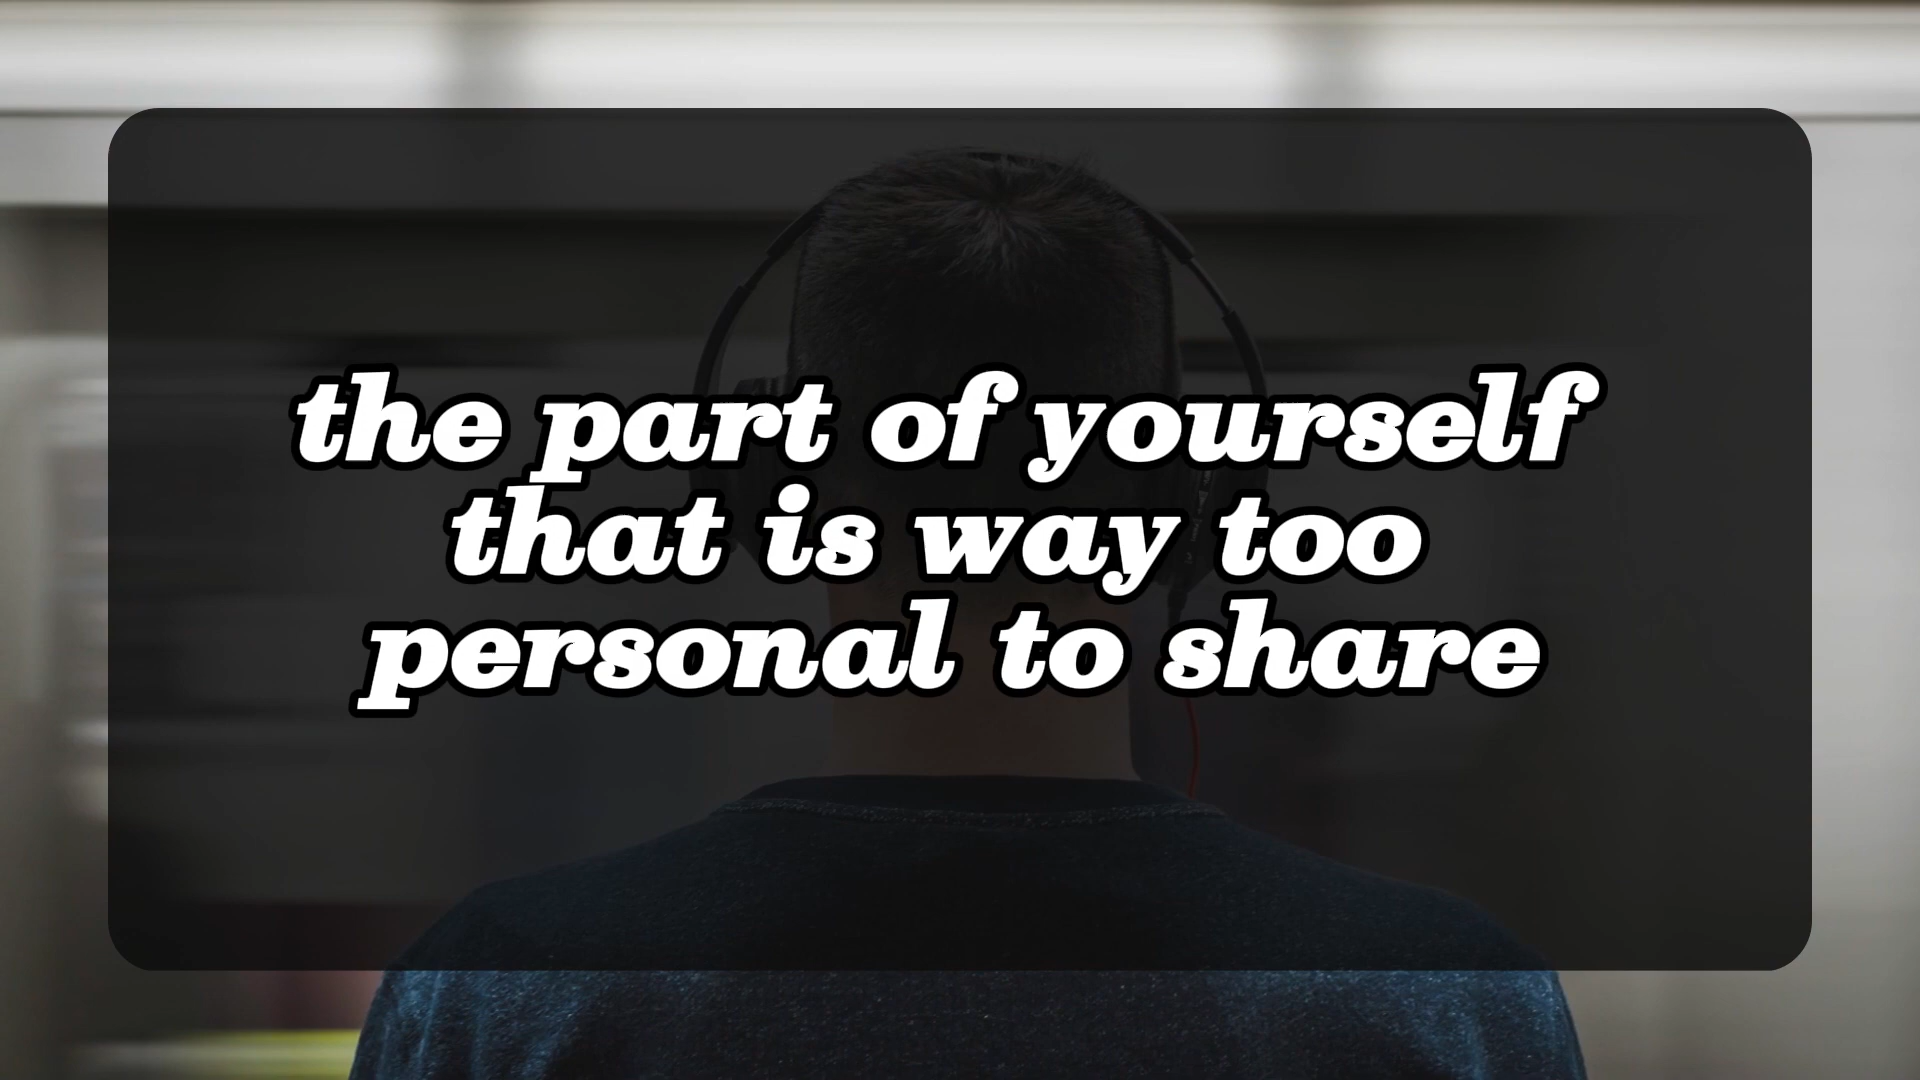 the part of yourself
that is way too
personal to share